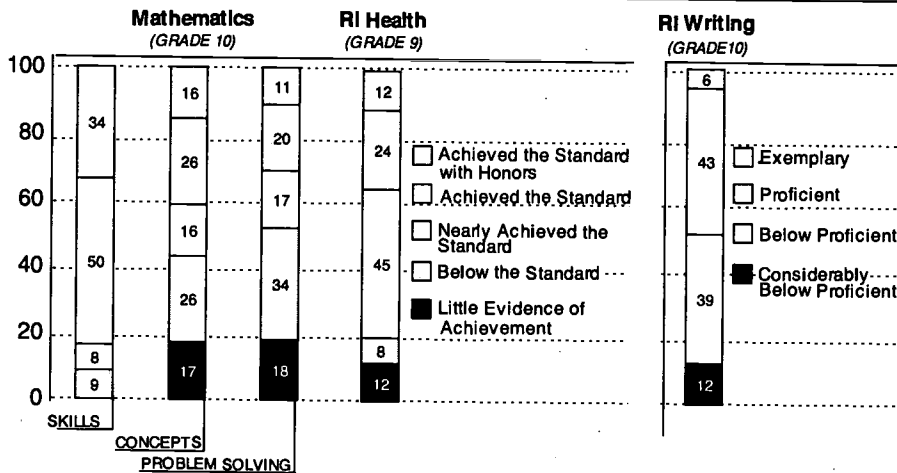 Mathematics
(GRADE 10)
RI Health
(GRADE 9)
RI Writing
(GRADE10)
100
80
60
40
20
0
34
50
8
9
16
26
16
26
17
11
20
17
34
18
12
24
45
8
12
Achieved the Standard
with Honors
Achieved the Standard
Nearly Achieved the
Standard
Below the Standard
Little Evidence of
Achievement
6
43
39
12
Exemplary
Proficient
Below Proficient
Considerably
Below Proficient
SKILLS
CONCEPTS
PROBLEM SOLVING